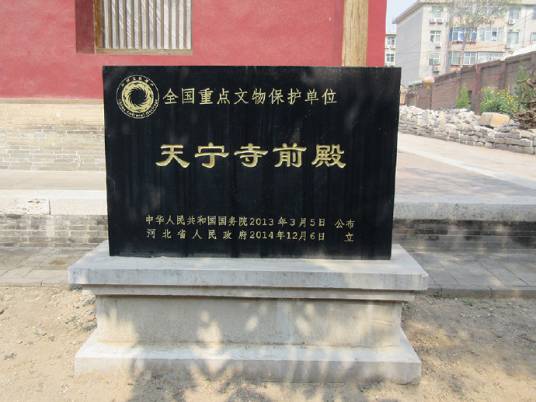 全国重点文物保护单位
天宁寺前殿
中华人民共和国国务院2013年3月5日 公布
河北省人民政府2014年12月6日 立